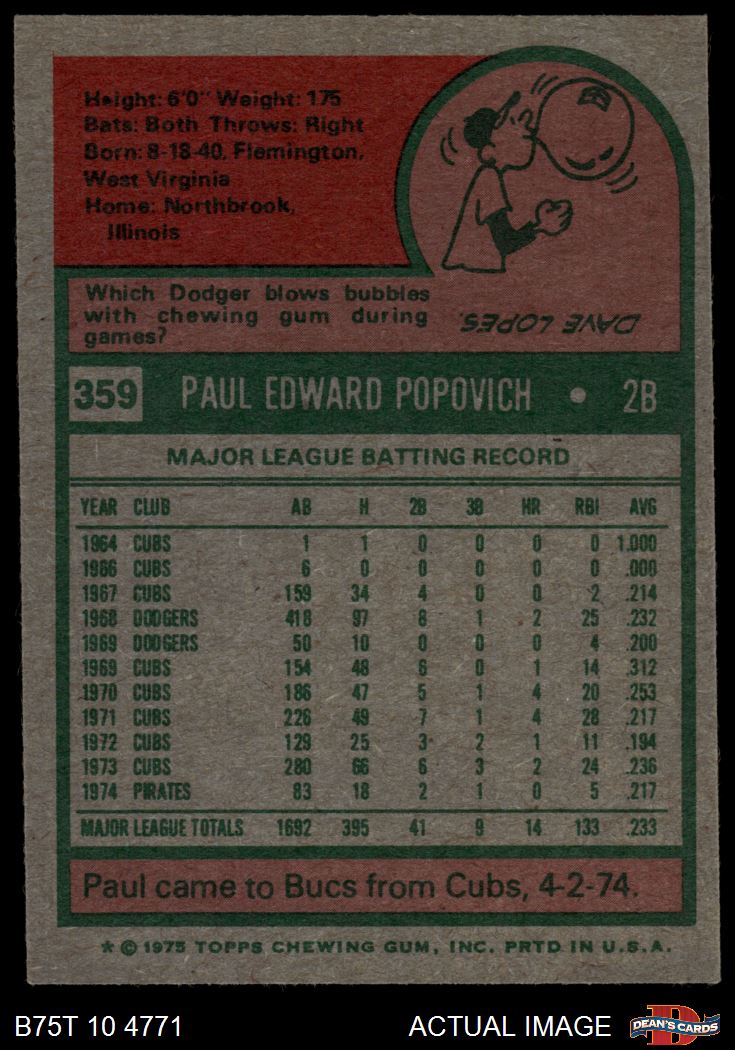 Height: 6'0" Weight: 175
Bats: Both Throws: Right
Born: 8-18-40, Flemington,
West Virginia
Home: Northbrook,
Illinois
Which Dodger blows bubbles
with chewing gum during
games?
DAVE LOPES.
359 PAUL EDWARD POPOVICH • 2B
MAJOR LEAGUE BATTING RECORD
YEAR CLUB AB H 2B 3B HR RBI AVG
1964 CUBS 1 1 0 0 0 0 1.000
1966 CUBS 6 0 0 0 0 0 .000
1967 CUBS 159 34 4 0 0 2 .214
1968 DODGERS 418 97 8 1 2 25 .232
1969 DODGERS 50 10 0 0 0 4 .200
1969 CUBS 154 48 6 0 1 14 .312
1970 CUBS 186 47 5 1 4 20 .253
1971 CUBS 226 49 7 1 4 28 .217
1972 CUBS 129 25 3 2 1 11 .194
1973 CUBS 280 66 6 3 2 24 .236
1974 PIRATES 83 18 2 1 0 5 .217
MAJOR LEAGUE TOTALS 1692 395 41 9 14 133 .233
Paul came to Bucs from Cubs, 4-2-74.
* © 1975 TOPPS CHEWING GUM, INC. PRTD IN U.S.A.
B75T 10 4771 ACTUAL IMAGE DEAN'S CARDS